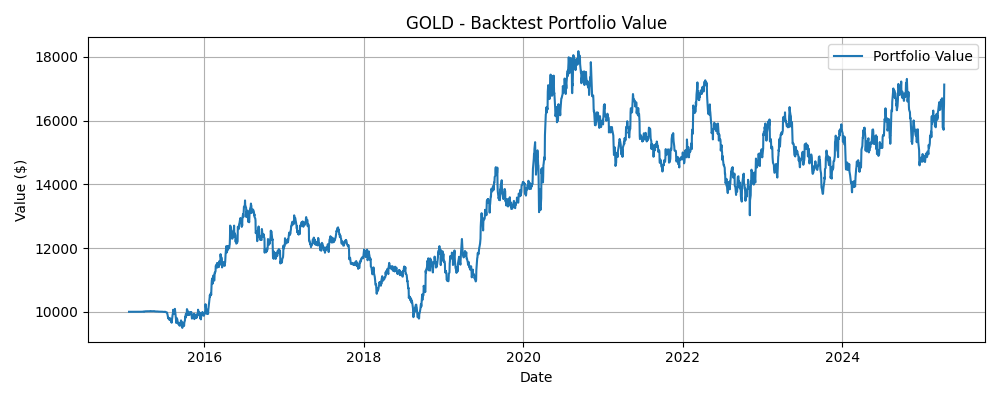 GOLD - Backtest Portfolio Value
Portfolio Value
Value ($)
18000
16000
14000
12000
10000
2016 2018 2020 2022 2024
Date